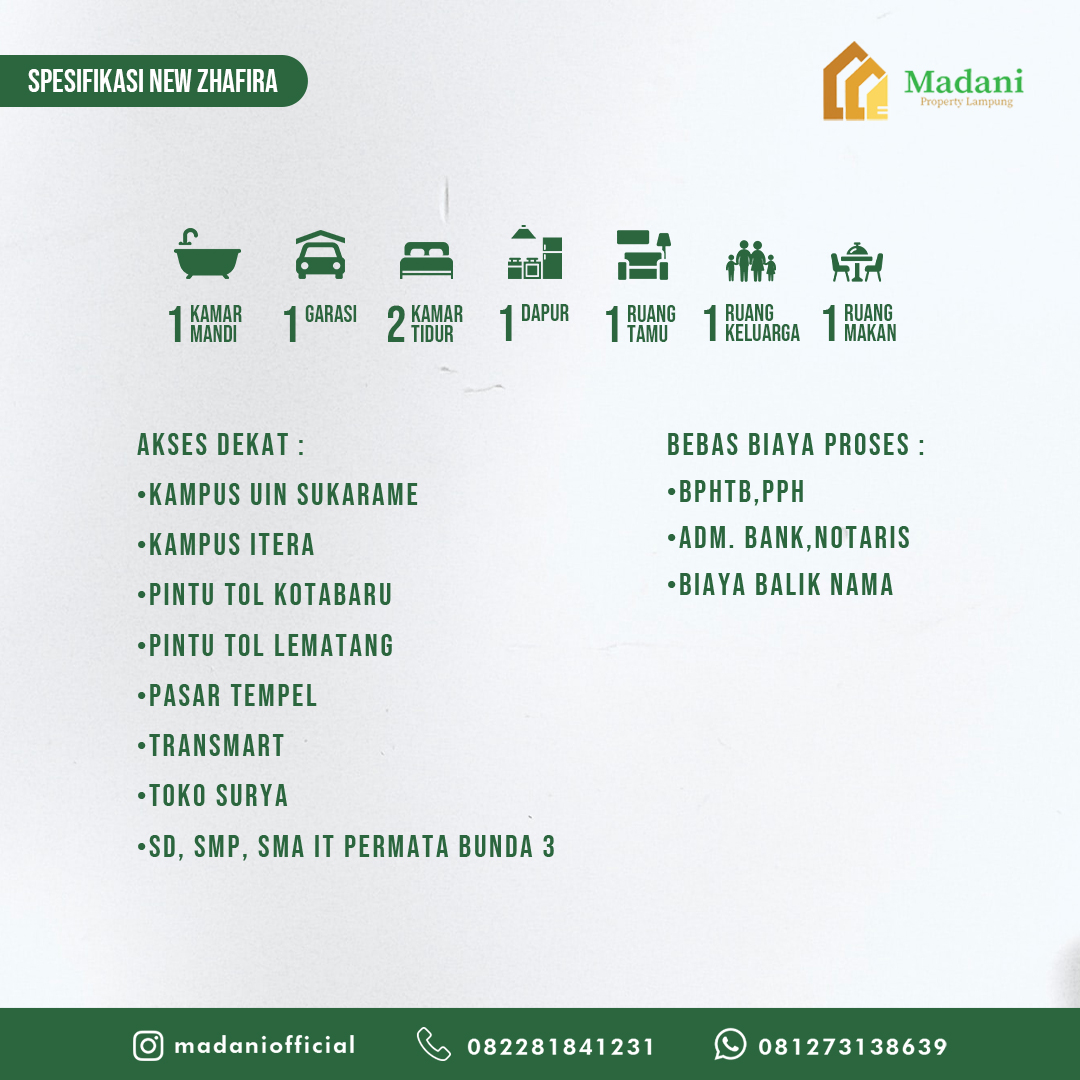 SPESIFIKASI NEW ZHAFIRA
Madani
Property Lampung
1 KAMAR MANDI
1 GARASI
2 KAMAR TIDUR
1 DAPUR
1 RUANG TAMU
1 RUANG KELUARGA
1 RUANG MAKAN
AKSES DEKAT :
•KAMPUS UIN SUKARAME
•KAMPUS ITERA
•PINTU TOL KOTABARU
•PINTU TOL LEMATANG
•PASAR TEMPEL
•TRANSMART
•TOKO SURYA
•SD, SMP, SMA IT PERMATA BUNDA 3
BEBAS BIAYA PROSES :
•BPHTB,PPH
•ADM. BANK,NOTARIS
•BIAYA BALIK NAMA
madaniofficial
082281841231
081273138639